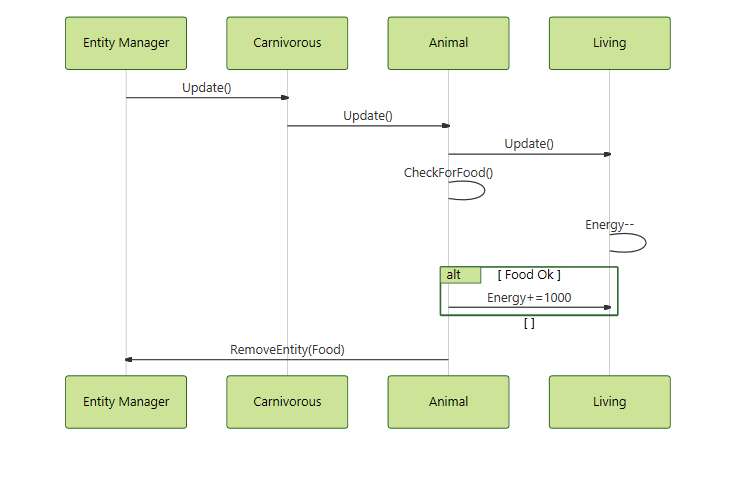 Entity Manager
Carnivorous
Animal
Living
Update()
Update()
Update()
CheckForFood()
Energy--
alt
[ Food Ok ]
Energy+=1000
[ ]
RemoveEntity(Food)
Entity Manager
Carnivorous
Animal
Living